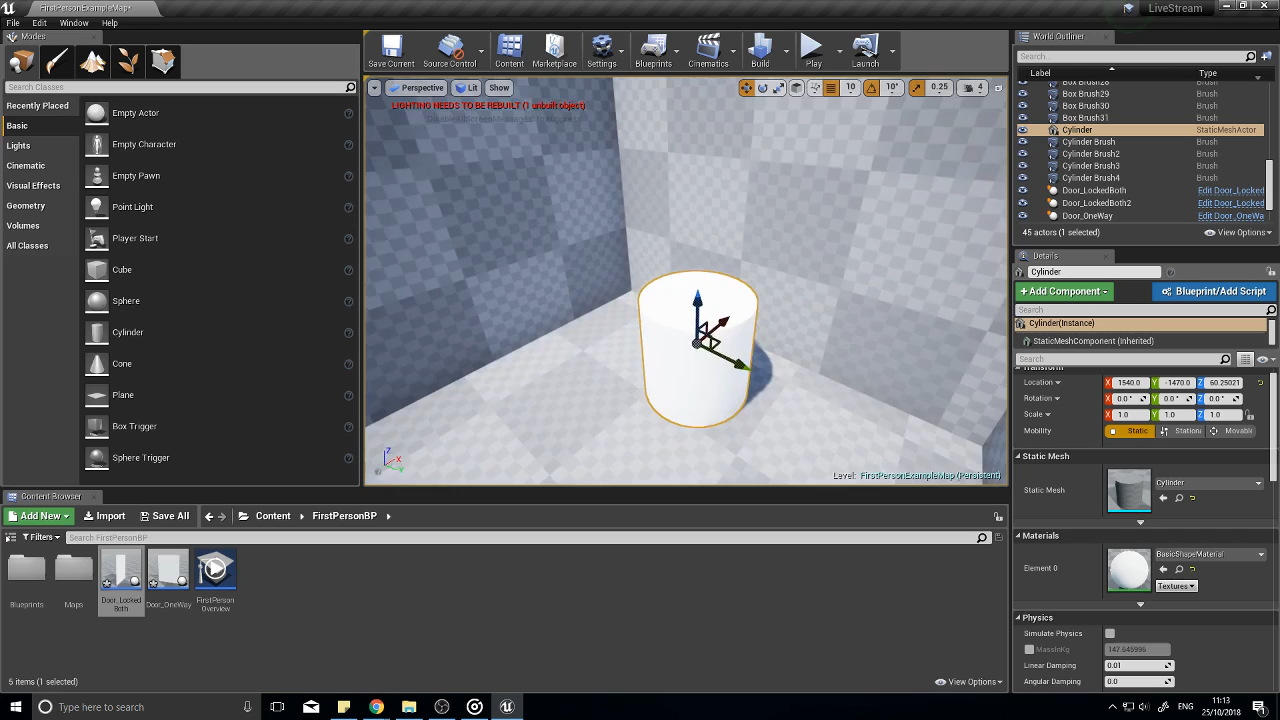 FirstPersonExampleMap*
LiveStream
File
Edit
Window
Help
Modes
Search Classes
Recently Placed
Basic
Lights
Cinematic
Visual Effects
Geometry
Volumes
All Classes
Empty Actor
Empty Character
Empty Pawn
Point Light
Player Start
Cube
Sphere
Cylinder
Cone
Plane
Box Trigger
Sphere Trigger
Save Current
Source Control
Content
Marketplace
Settings
Blueprints
Cinematics
Build
Play
Launch
Perspective
Lit
Show
10
10°
0.25
4
LIGHTING NEEDS TO BE REBUILT (1 unbuilt object)
'DisableAllScreenMessages' to suppress
Z
X
Y
Level: FirstPersonExampleMap (Persistent)
World Outliner
Search...
Label
Type
Box Brush28
Brush
Box Brush29
Brush
Box Brush30
Brush
Box Brush31
Brush
Cylinder
StaticMeshActor
Cylinder Brush
Brush
Cylinder Brush2
Brush
Cylinder Brush3
Brush
Cylinder Brush4
Brush
Door_LockedBoth
Edit Door_Locked
Door_LockedBoth2
Edit Door_Locked
Door_OneWay
Edit Door_OneWa
45 actors (1 selected)
View Options
Details
Cylinder
+ Add Component
Blueprint/Add Script
Search
Cylinder(Instance)
StaticMeshComponent (Inherited)
Search
Transform
Location
X 1540.0
Y -1470.0
Z 60.25021
Rotation
X 0.0 °
Y 0.0 °
Z 0.0 °
Scale
X 1.0
Y 1.0
Z 1.0
Mobility
Static
Station
Movabl
Static Mesh
Static Mesh
Cylinder
Materials
Element 0
BasicShapeMaterial
Textures
Physics
Simulate Physics
MassInKg
147.645996
Linear Damping
0.01
Angular Damping
0.0
Content Browser
Add New
Import
Save All
Content
FirstPersonBP
Filters
Search FirstPersonBP
Blueprints
Maps
Door_Locked
Both
Door_OneWay
FirstPerson
Overview
5 items (1 selected)
View Options
Type here to search
ENG
11:13
25/10/2018
1